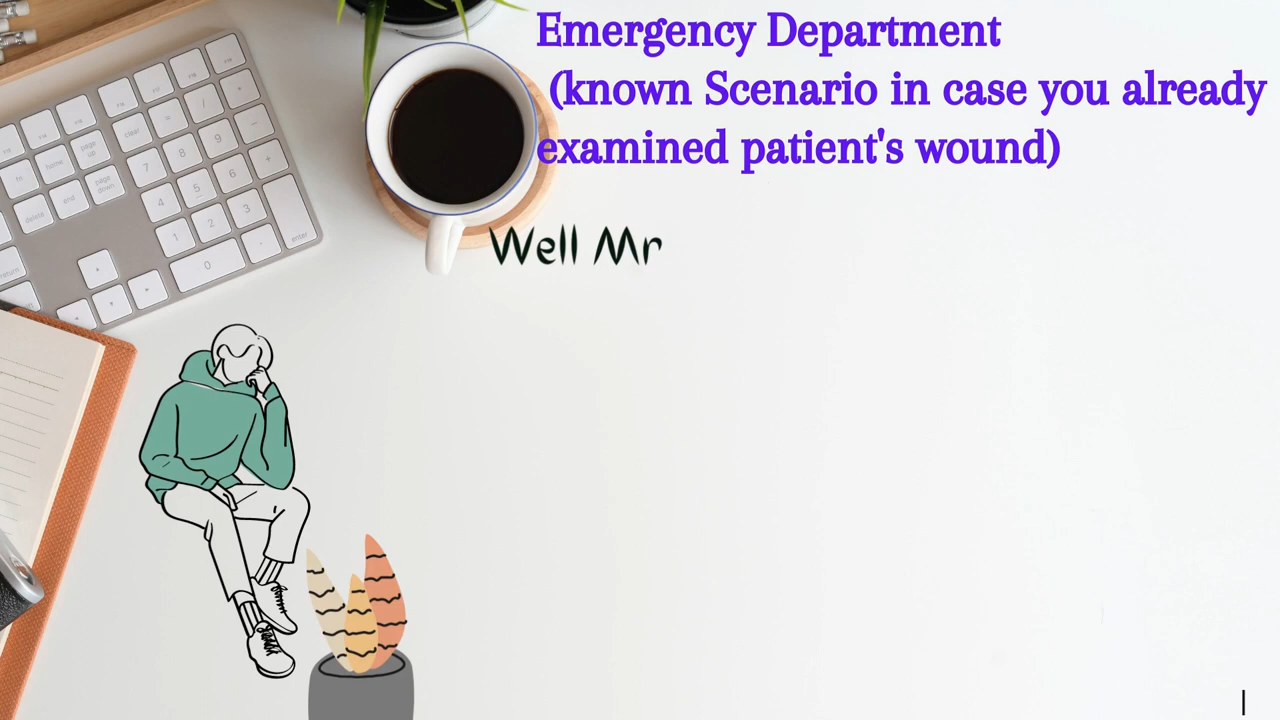 Emergency Department
(known Scenario in case you already
examined patient's wound)
Well Mr